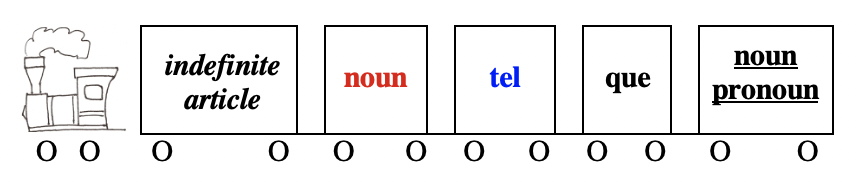 indefinite
article
noun
tel
que
noun
pronoun
O O O O O O O O O O O O